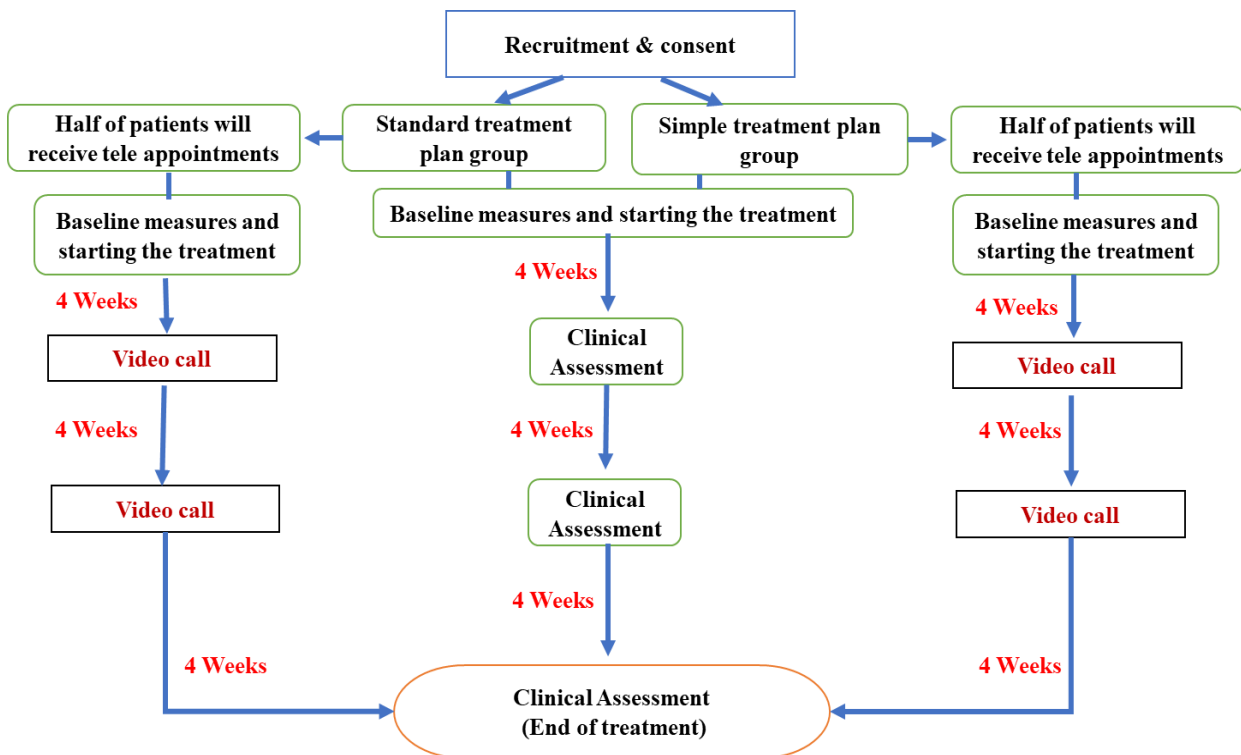 Recruitment & consent
Half of patients will
receive tele appointments
Standard treatment
plan group
Simple treatment plan
group
Half of patients will
receive tele appointments
Baseline measures and
starting the treatment
Baseline measures and starting the treatment
Baseline measures and
starting the treatment
4 Weeks
4 Weeks
4 Weeks
Video call
Clinical
Assessment
Video call
4 Weeks
4 Weeks
4 Weeks
Video call
Clinical
Assessment
Video call
4 Weeks
4 Weeks
4 Weeks
Clinical Assessment
(End of treatment)